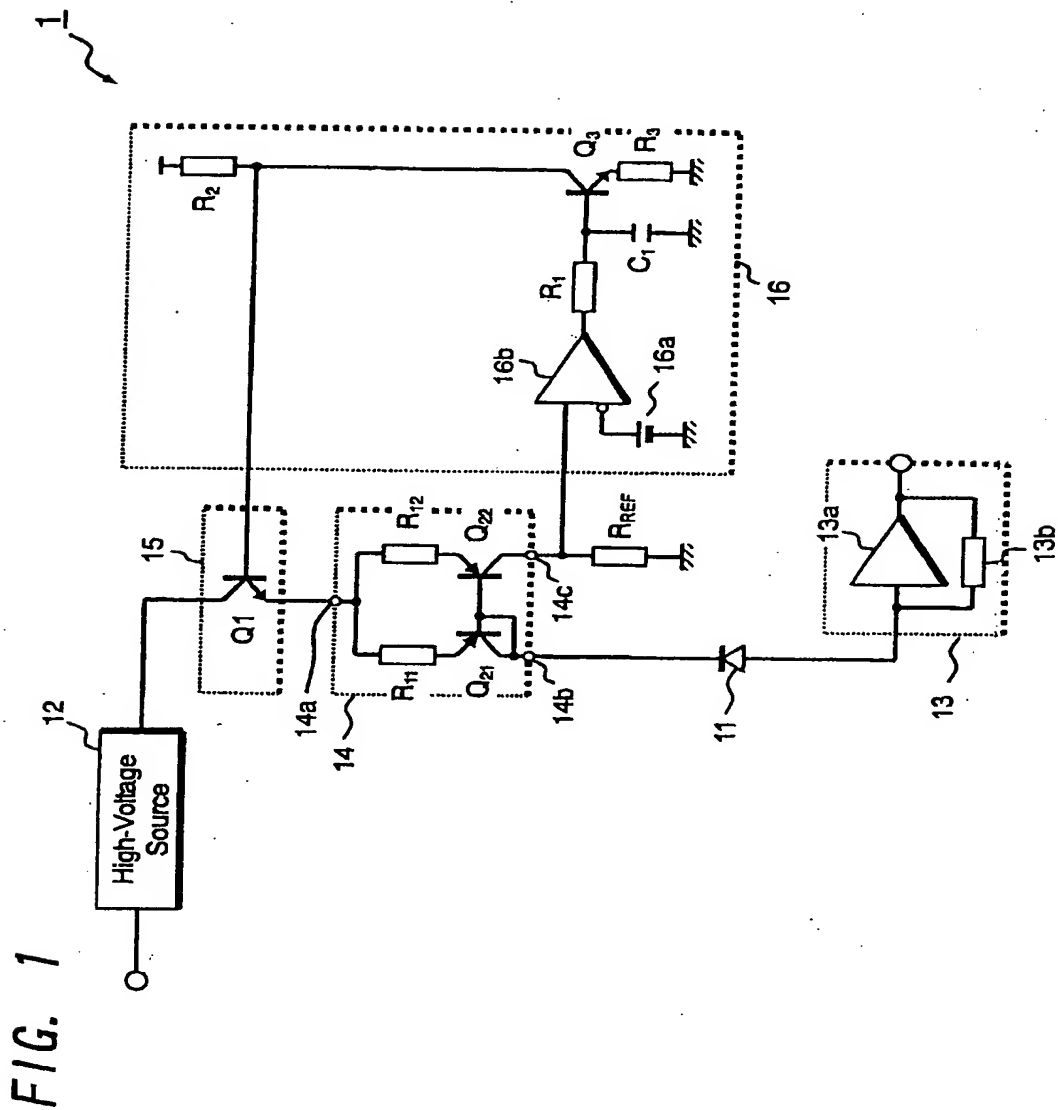 FIG. 1
1
12
High-Voltage
Source
15
Q1
R2
14a
14
R11
R12
Q21
Q22
14b
14c
RREF
16b
16a
R1
C1
Q3
R3
16
11
13a
13b
13